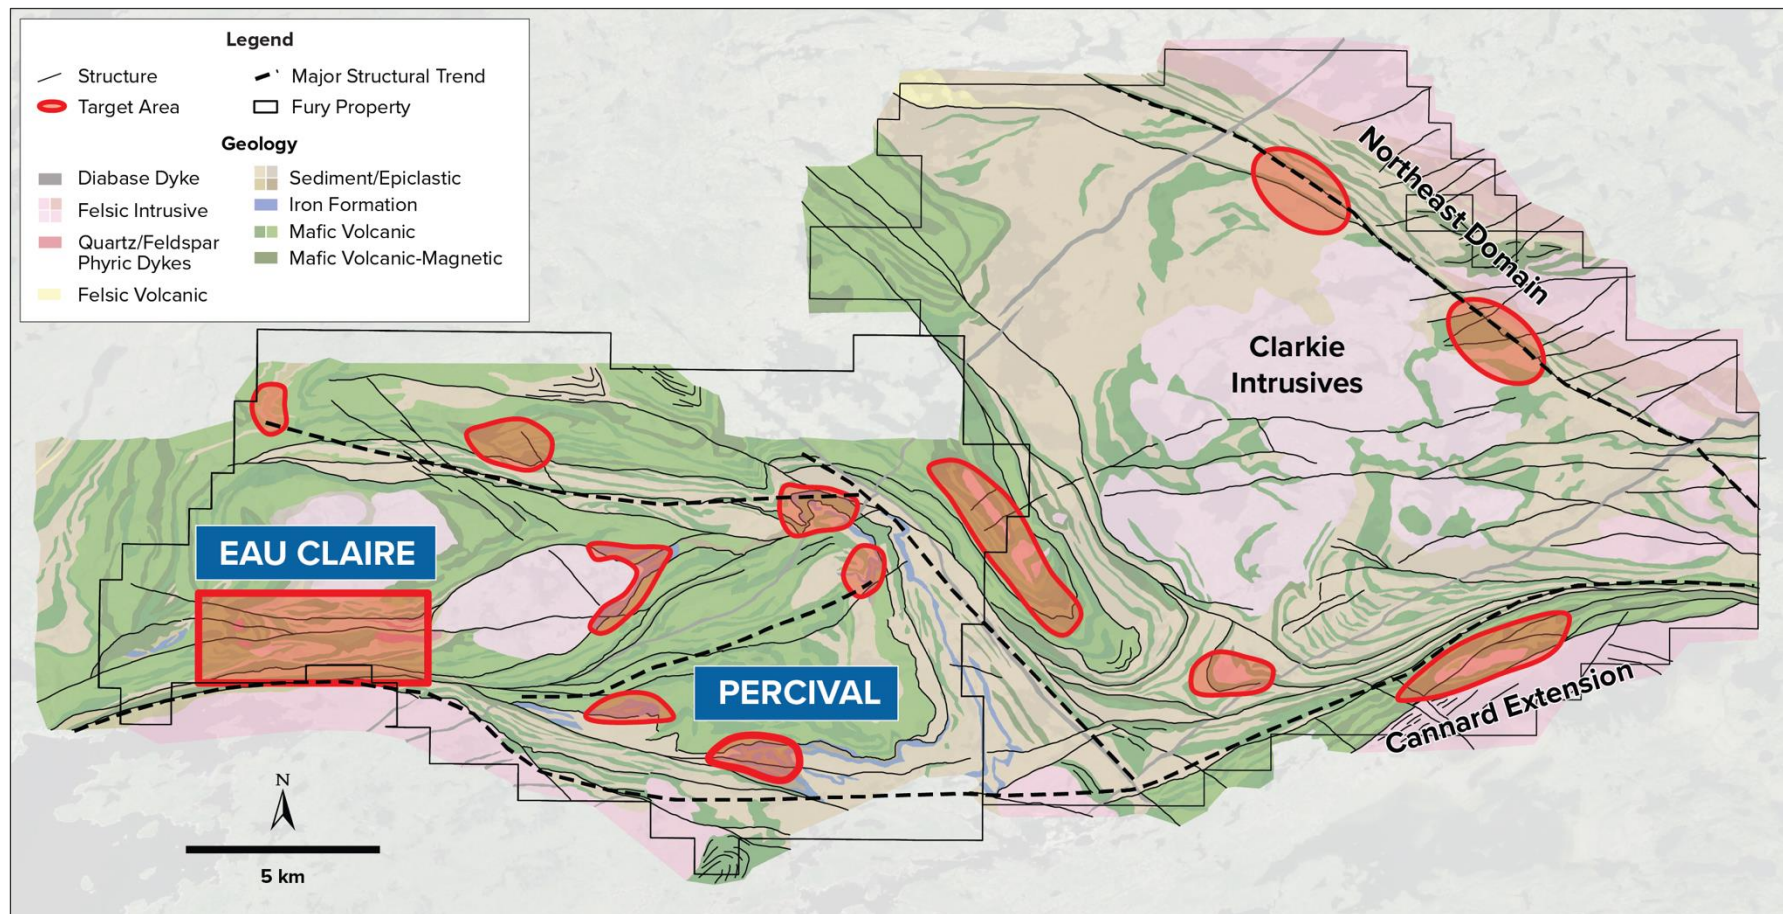 Legend
Structure
Major Structural Trend
Target Area
Fury Property
Geology
Diabase Dyke
Sediment/Epiclastic
Felsic Intrusive
Iron Formation
Quartz/Feldspar
Phyric Dykes
Mafic Volcanic
Mafic Volcanic-Magnetic
Felsic Volcanic
Northeast Domain
Clarkie
Intrusives
EAU CLAIRE
PERCIVAL
Cannard Extension
N
5 km